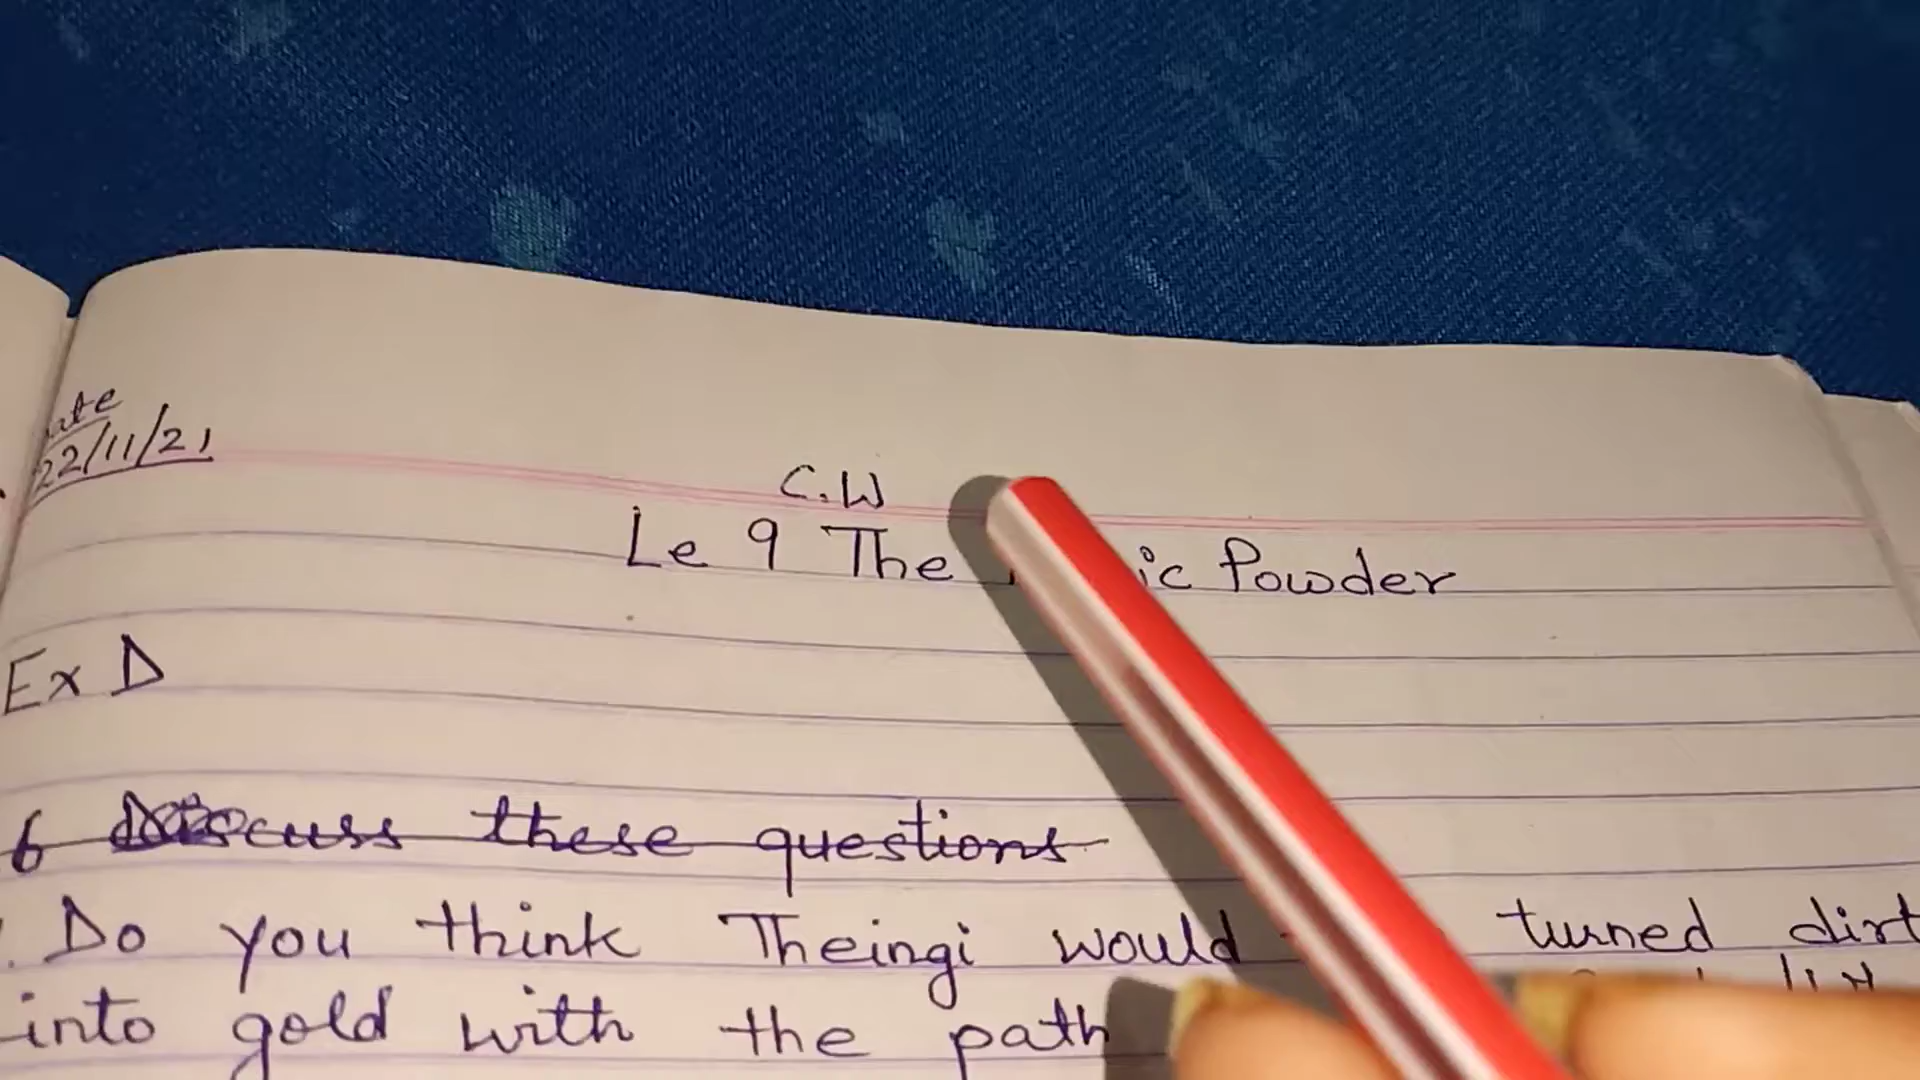 Date
22/11/21
C.W
Le 9 The ic Powder
Ex D
6 Discuss these questions
. Do you think Theingi would turned dirt
into gold with the path